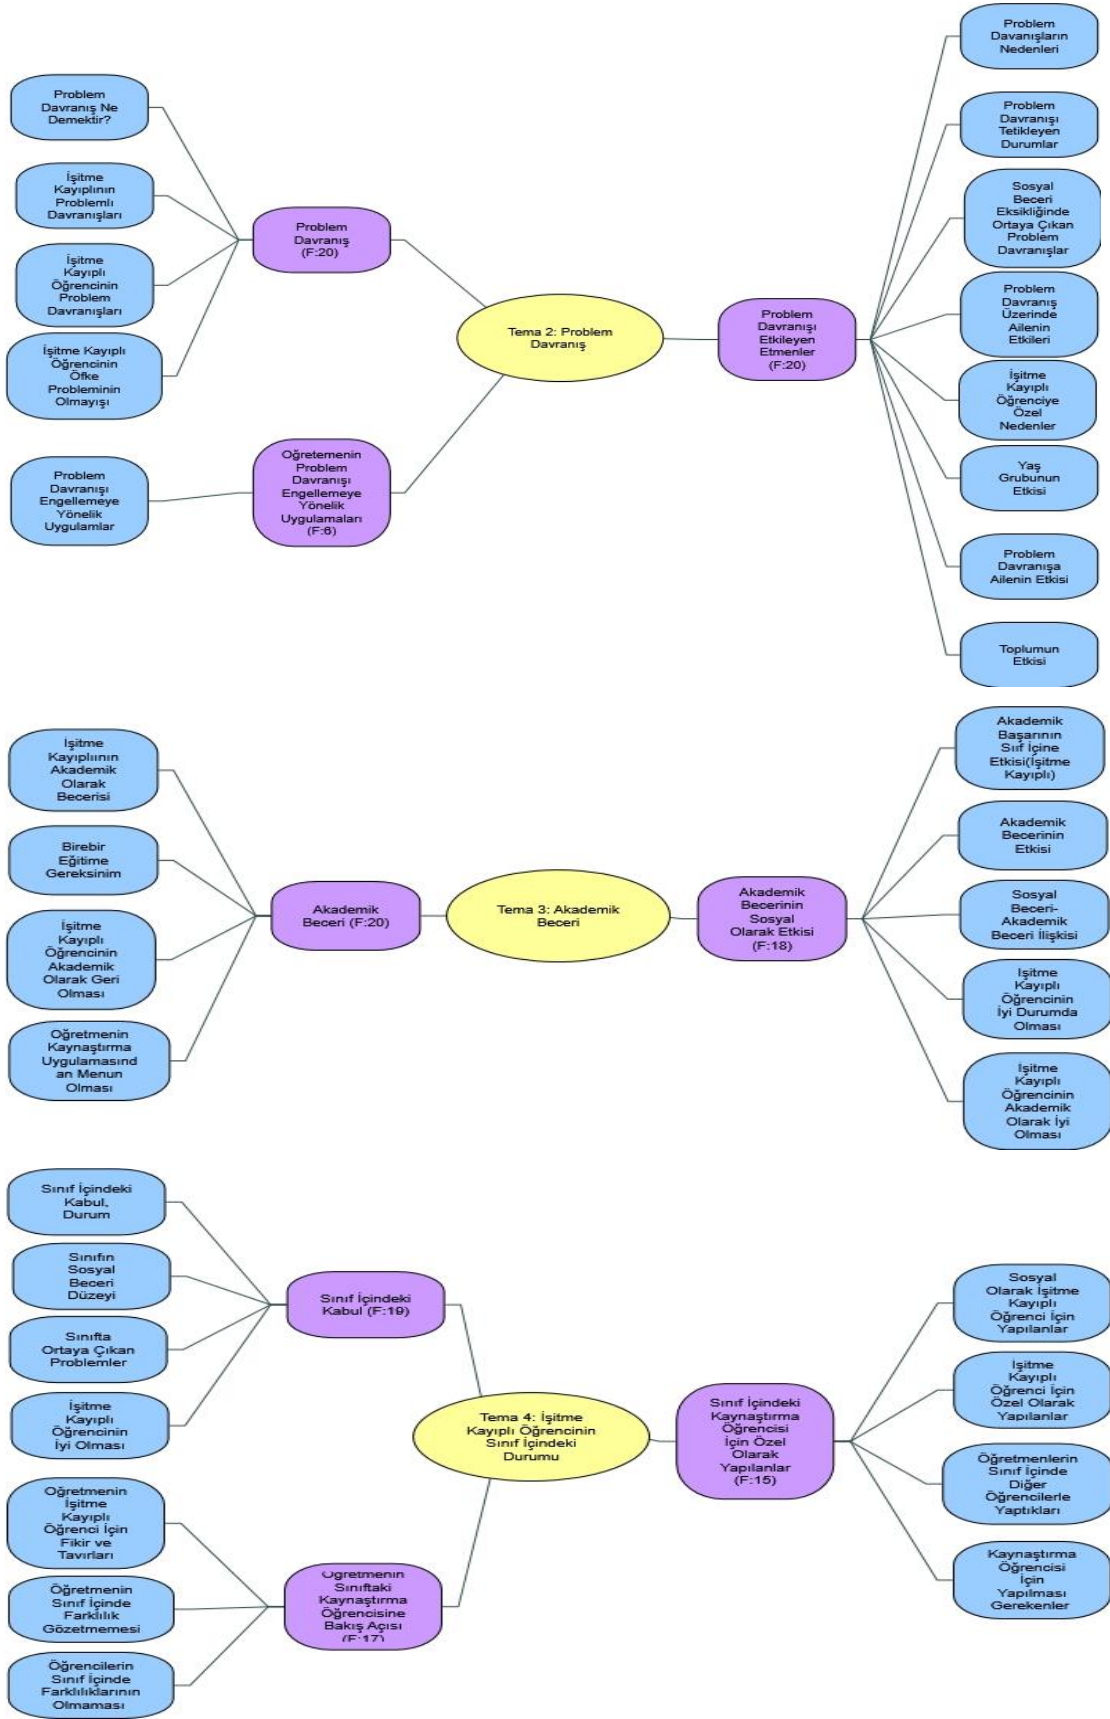 Problem
Davranış Ne
Demektir?
İşitme
Kayıplının
Problemli
Davranışları
İşitme
Kayıplı
Öğrencinin
Problem
Davranışları
İşitme Kayıplı
Öğrencinin
Öfke
Probleminin
Olmayışı
Problem
Davranışı
Engellemeye
Yönelik
Uygulamlar
Problem
Davranış
(F:20)
Öğretemenin
Problem
Davranışı
Engellemeye
Yönelik
Uygulamaları
(F:6)
Tema 2: Problem
Davranış
Problem
Davranışı
Etkileyen
Etmenler
(F:20)
Problem
Davanışların
Nedenleri
Problem
Davranışı
Tetikleyen
Durumlar
Sosyal
Beceri
Eksikliğinde
Ortaya Çıkan
Problem
Davranışlar
Problem
Davranış
Üzerinde
Ailenin
Etkileri
İşitme
Kayıplı
Öğrenciye
Özel
Nedenler
Yaş
Grubunun
Etkisi
Problem
Davranışa
Ailenin Etkisi
Toplumun
Etkisi
İşitme
Kayıplıının
Akademik
Olarak
Becerisi
Birebir
Eğitime
Gereksinim
İşitme
Kayıplı
Öğrencinin
Akademik
Olarak Geri
Olması
Öğretmenin
Kaynaştırma
Uygulamasınd
an Menun
Olması
Akademik
Beceri (F:20)
Tema 3: Akademik
Beceri
Akademik
Becerinin
Sosyal
Olarak Etkisi
(F:18)
Akademik
Başarının
Sııf İçine
Etkisi(İşitme
Kayıplı)
Akademik
Becerinin
Etkisi
Sosyal
Beceri-
Akademik
Beceri İlişkisi
İşitme
Kayıplı
Öğrencinin
İyi Durumda
Olması
İşitme
Kayıplı
Öğrencinin
Akademik
Olarak İyi
Olması
Sınıf İçindeki
Kabul,
Durum
Sınıfın
Sosyal
Beceri
Düzeyi
Sınıfta
Ortaya Çıkan
Problemler
İşitme
Kayıplı
Öğrencinin
İyi Olması
Öğretmenin
İşitme
Kayıplı
Öğrenci İçin
Fikir ve
Tavırları
Öğretmenin
Sınıf İçinde
Farklılık
Gözetmemesi
Öğrencilerin
Sınıf İçinde
Farklılıklarının
Olmaması
Sınıf İçindeki
Kabul (F:19)
Öğretmenin
Sınıftaki
Kaynaştırma
Öğrencisine
Bakış Açısı
(F:17)
Tema 4: İşitme
Kayıplı Öğrencinin
Sınıf İçindeki
Durumu
Sınıf İçindeki
Kaynaştırma
Öğrencisi
İçin Özel
Olarak
Yapılanlar
(F:15)
Sosyal
Olarak İşitme
Kayıplı
Öğrenci İçin
Yapılanlar
İşitme
Kayıplı
Öğrenci İçin
Özel Olarak
Yapılanlar
Öğretmenlerin
Sınıf İçinde
Diğer
Öğrencilerle
Yaptıkları
Kaynaştırma
Öğrencisi
İçin
Yapılması
Gerekenler